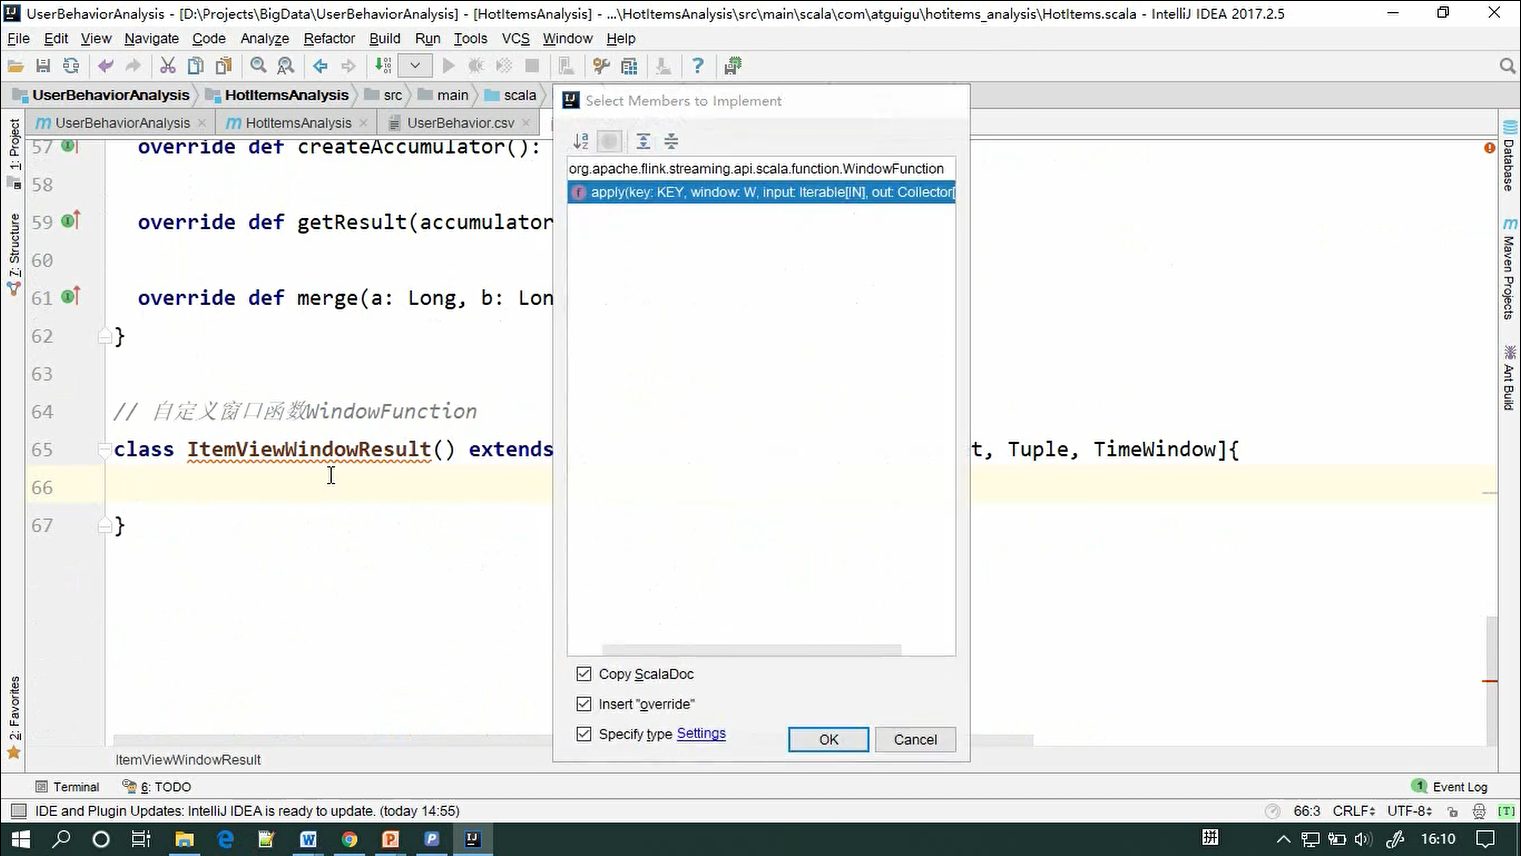 UserBehaviorAnalysis - [D:\Projects\BigData\UserBehaviorAnalysis] - [HotItemsAnalysis] - ...\HotItemsAnalysis\src\main\scala\com\atguigu\hotitems_analysis\HotItems.scala - IntelliJ IDEA 2017.2.5
File Edit View Navigate Code Analyze Refactor Build Run Tools VCS Window Help
UserBehaviorAnalysis HotItemsAnalysis src main scala
Select Members to Implement
UserBehaviorAnalysis HotItemsAnalysis UserBehavior.csv
org.apache.flink.streaming.api.scala.function.WindowFunction
apply(key: KEY, window: W, input: Iterable[IN], out: Collector[
57 override def createAccumulator():
58
59 override def getResult(accumulator
60
61 override def merge(a: Long, b: Lon
62 }
63
64 // 自定义窗口函数WindowFunction
65 class ItemViewWindowResult() extends t, Tuple, TimeWindow]{
66
67 }
Copy ScalaDoc
Insert "override"
Specify type Settings
OK Cancel
ItemViewWindowResult
1: Project
7: Structure
2: Favorites
Database
Maven Projects
Ant Build
Terminal 6: TODO 1 Event Log
IDE and Plugin Updates: IntelliJ IDEA is ready to update. (today 14:55) 66:3 CRLF UTF-8 [T]
拼 16:10